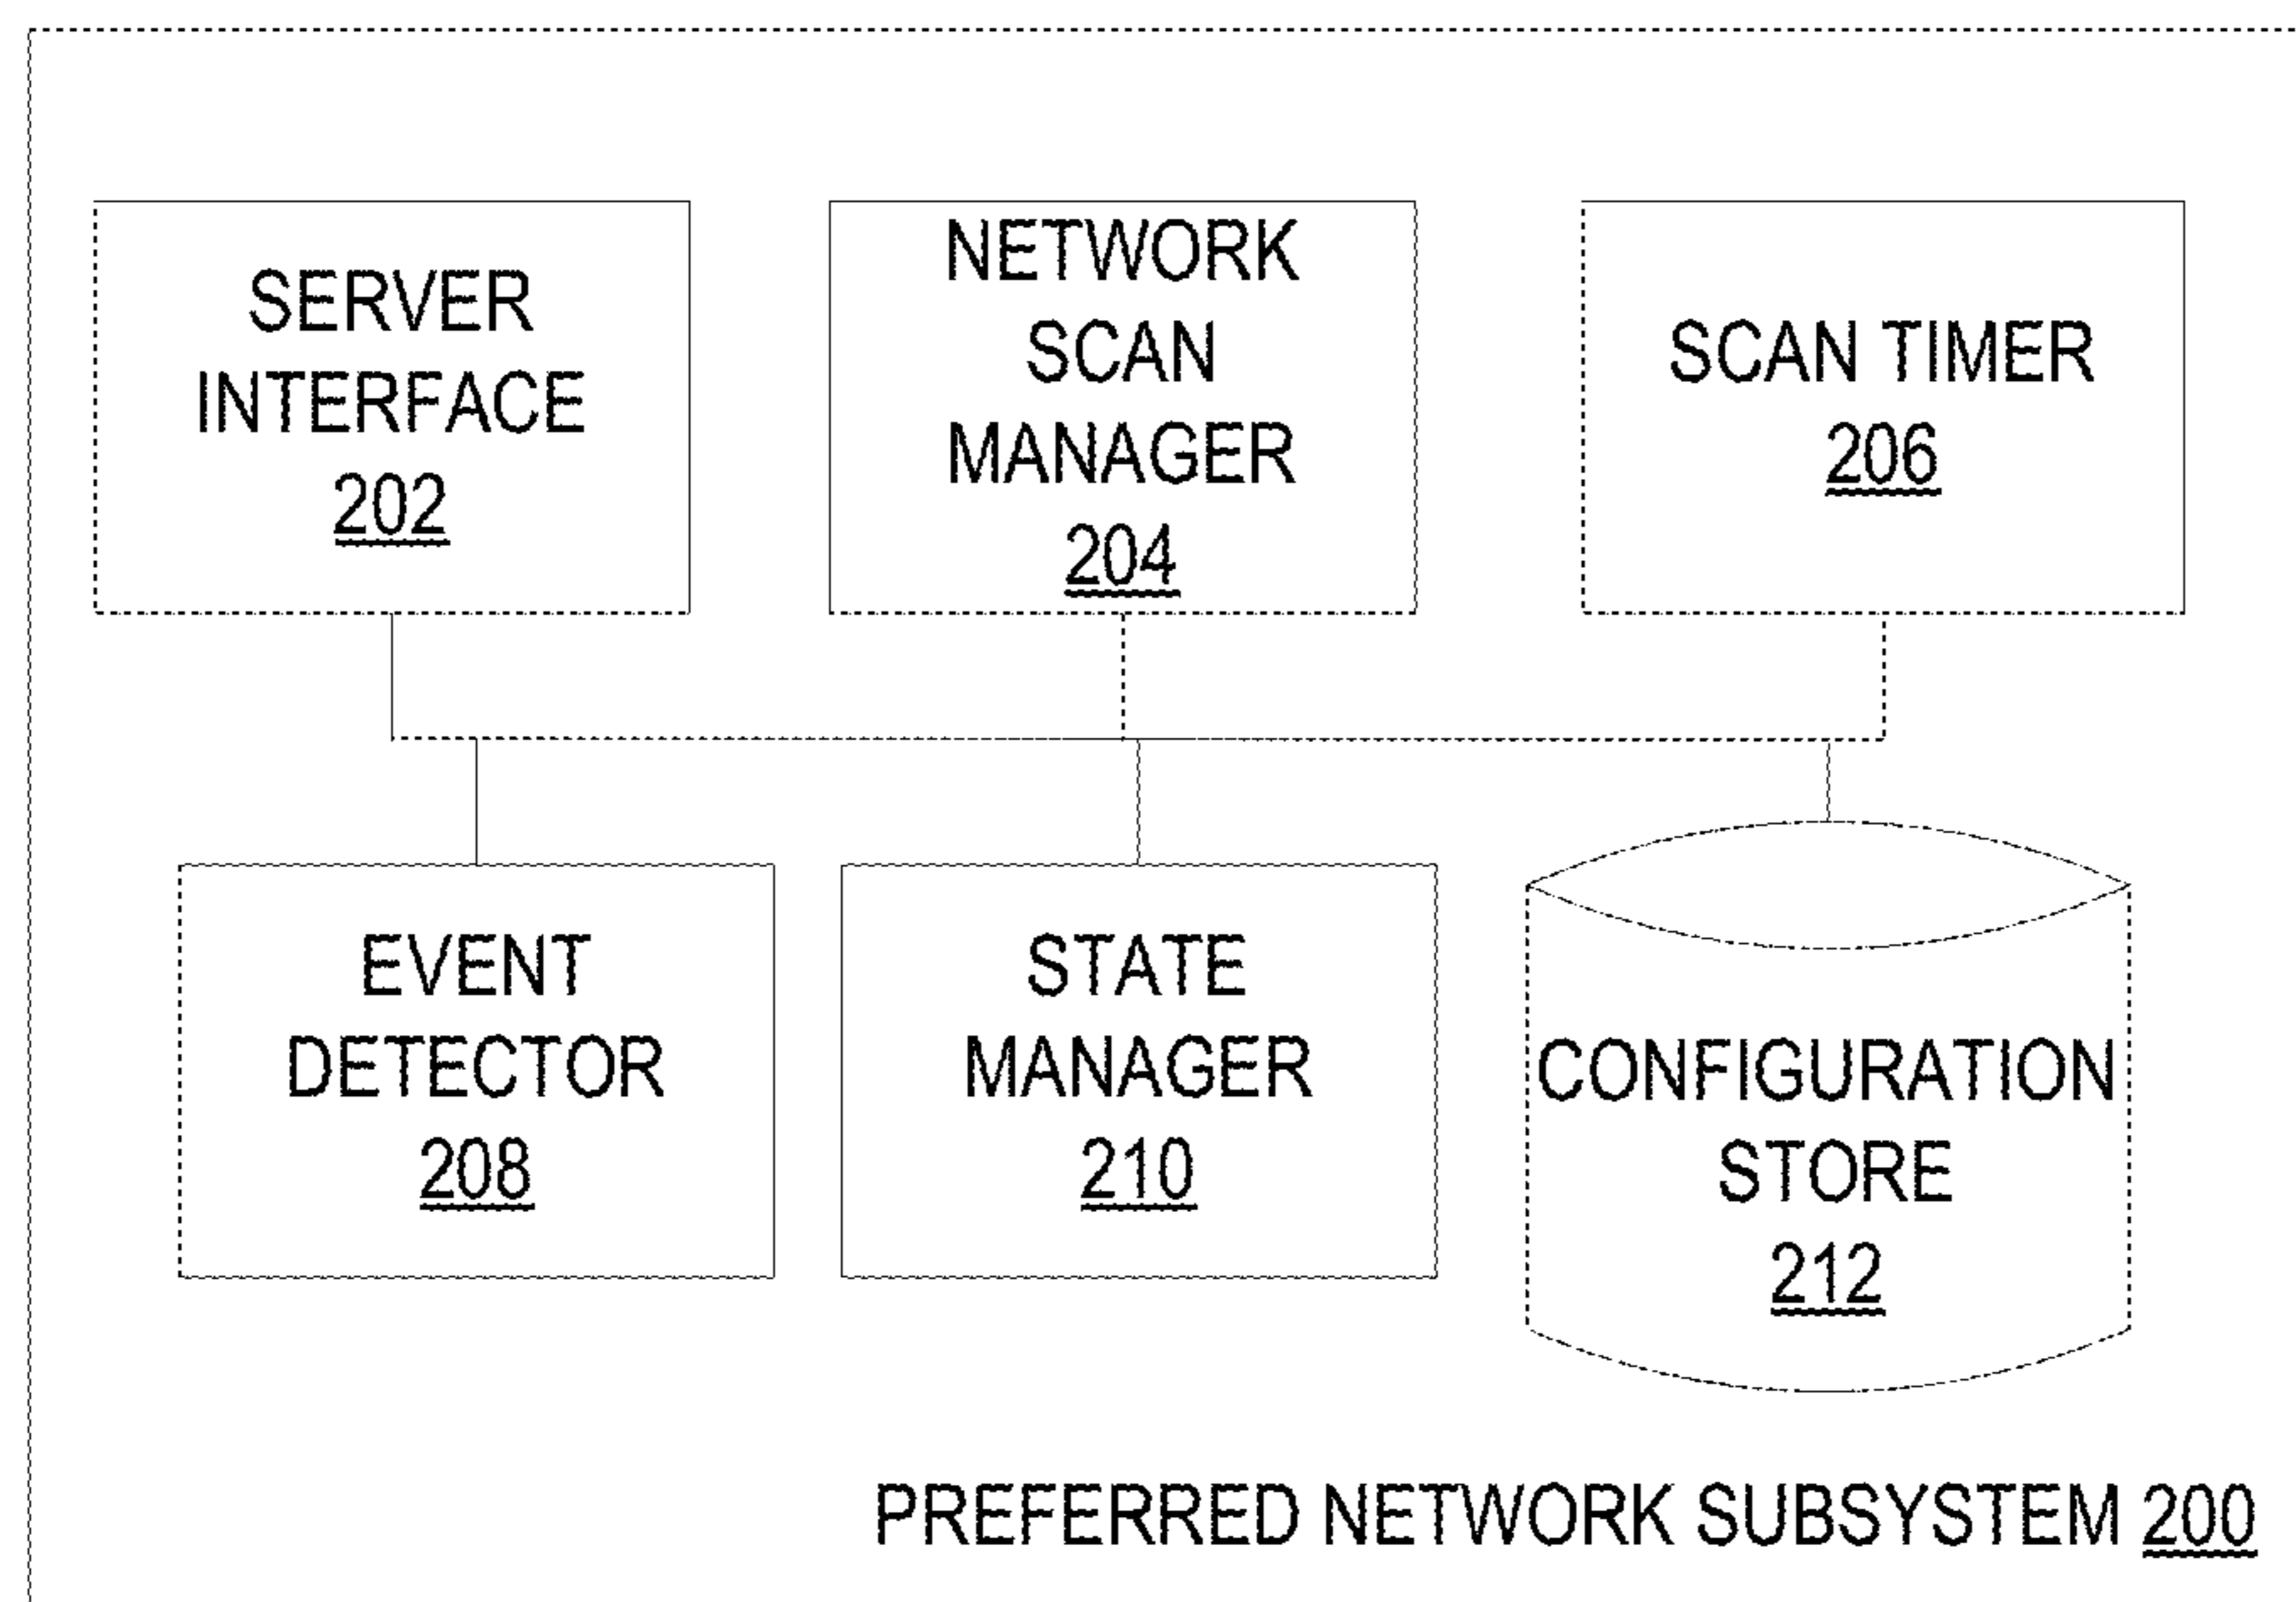 SERVER
INTERFACE
202
NETWORK
SCAN
MANAGER
204
SCAN TIMER
206
EVENT
DETECTOR
208
STATE
MANAGER
210
CONFIGURATION
STORE
212
PREFERRED NETWORK SUBSYSTEM 200